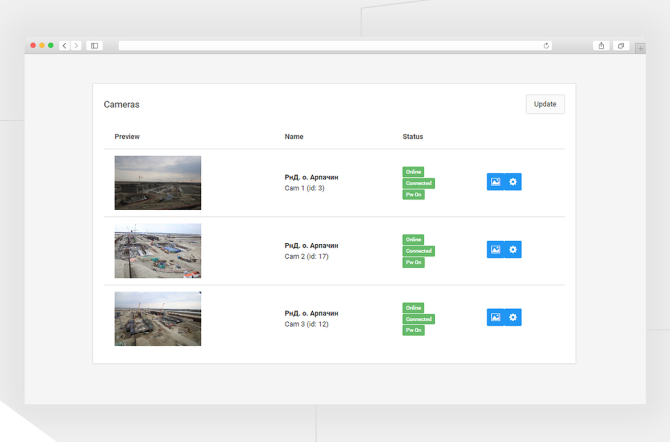 Cameras
Update
Preview Name Status
Online
РнД. о. Арпачин
Connected
Cam 1 (id: 3)
Pw On
Online
РнД. о. Арпачин
Connected
Cam 2 (id: 17)
Pw On
Online
РнД. о. Арпачин
Connected
Cam 3 (id: 12)
Pw On